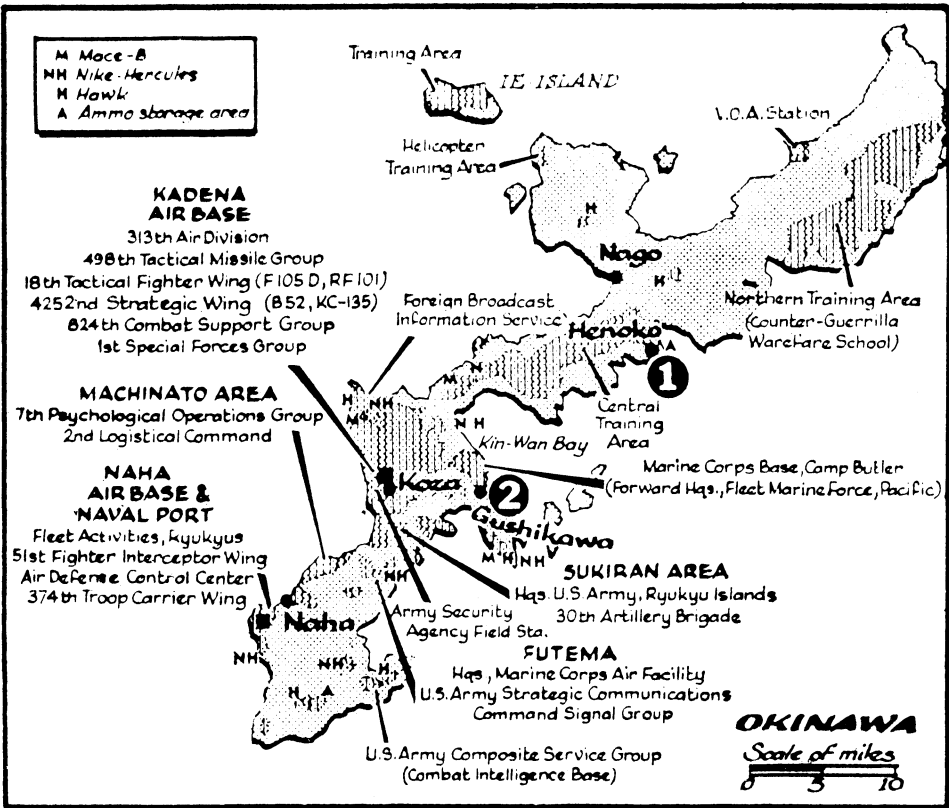 M Mace-B
NH Nike-Hercules
H Hawk
▲ Ammo storage area
Training Area
IE ISLAND
Helicopter
Training Area
V.O.A. Station
KADENA
AIR BASE
313th Air Division
498th Tactical Missile Group
18th Tactical Fighter Wing (F105D, RF101)
4252nd Strategic Wing (B52, KC-135)
824th Combat Support Group
1st Special Forces Group
MACHINATO AREA
7th Psychological Operations Group
2nd Logistical Command
NAHA
AIR BASE &
NAVAL PORT
Fleet Activities, Ryukyus
51st Fighter Interceptor Wing
Air Defense Control Center
374th Troop Carrier Wing
Foreign Broadcast
Information Service
H
Nago
H
Henoko
▲
1
Northern Training Area
(Counter-Guerrilla
Warefare School)
Central
Training
Area
N
M
H
NH
M
NH
Kin-Wan Bay
Marine Corps Base, Camp Butler
(Forward Hqs., Fleet Marine Force, Pacific)
Koza
2
Gushikawa
M H NH
SUKIRAN AREA
Hqs. U.S. Army, Ryukyu Islands
30th Artillery Brigade
HH
Army Security
Agency Field Sta.
Naha
NH
NH
H
H
▲
FUTEMA
Hqs, Marine Corps Air Facility
U.S. Army Strategic Communications
Command Signal Group
U.S. Army Composite Service Group
(Combat Intelligence Base)
OKINAWA
Scale of miles
0 5 10